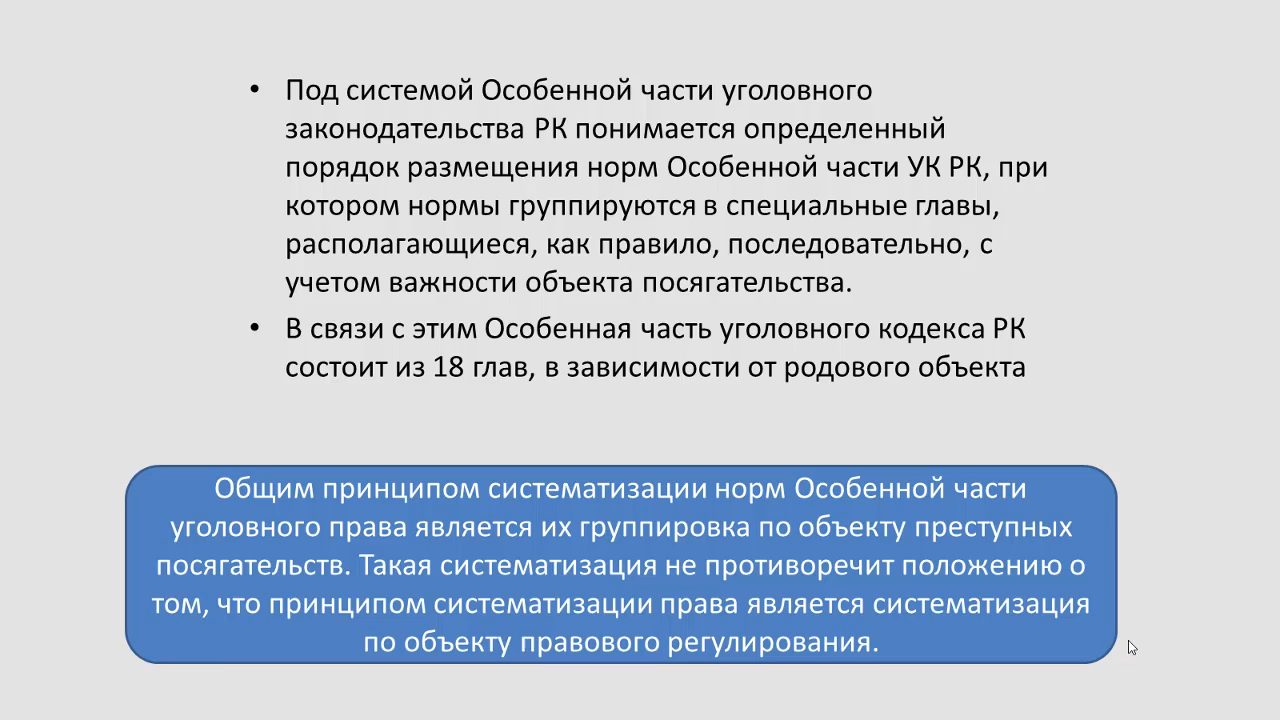 • Под системой Особенной части уголовного
законодательства РК понимается определенный
порядок размещения норм Особенной части УК РК, при
котором нормы группируются в специальные главы,
располагающиеся, как правило, последовательно, с
учетом важности объекта посягательства.
• В связи с этим Особенная часть уголовного кодекса РК
состоит из 18 глав, в зависимости от родового объекта
Общим принципом систематизации норм Особенной части
уголовного права является их группировка по объекту преступных
посягательств. Такая систематизация не противоречит положению о
том, что принципом систематизации права является систематизация
по объекту правового регулирования.